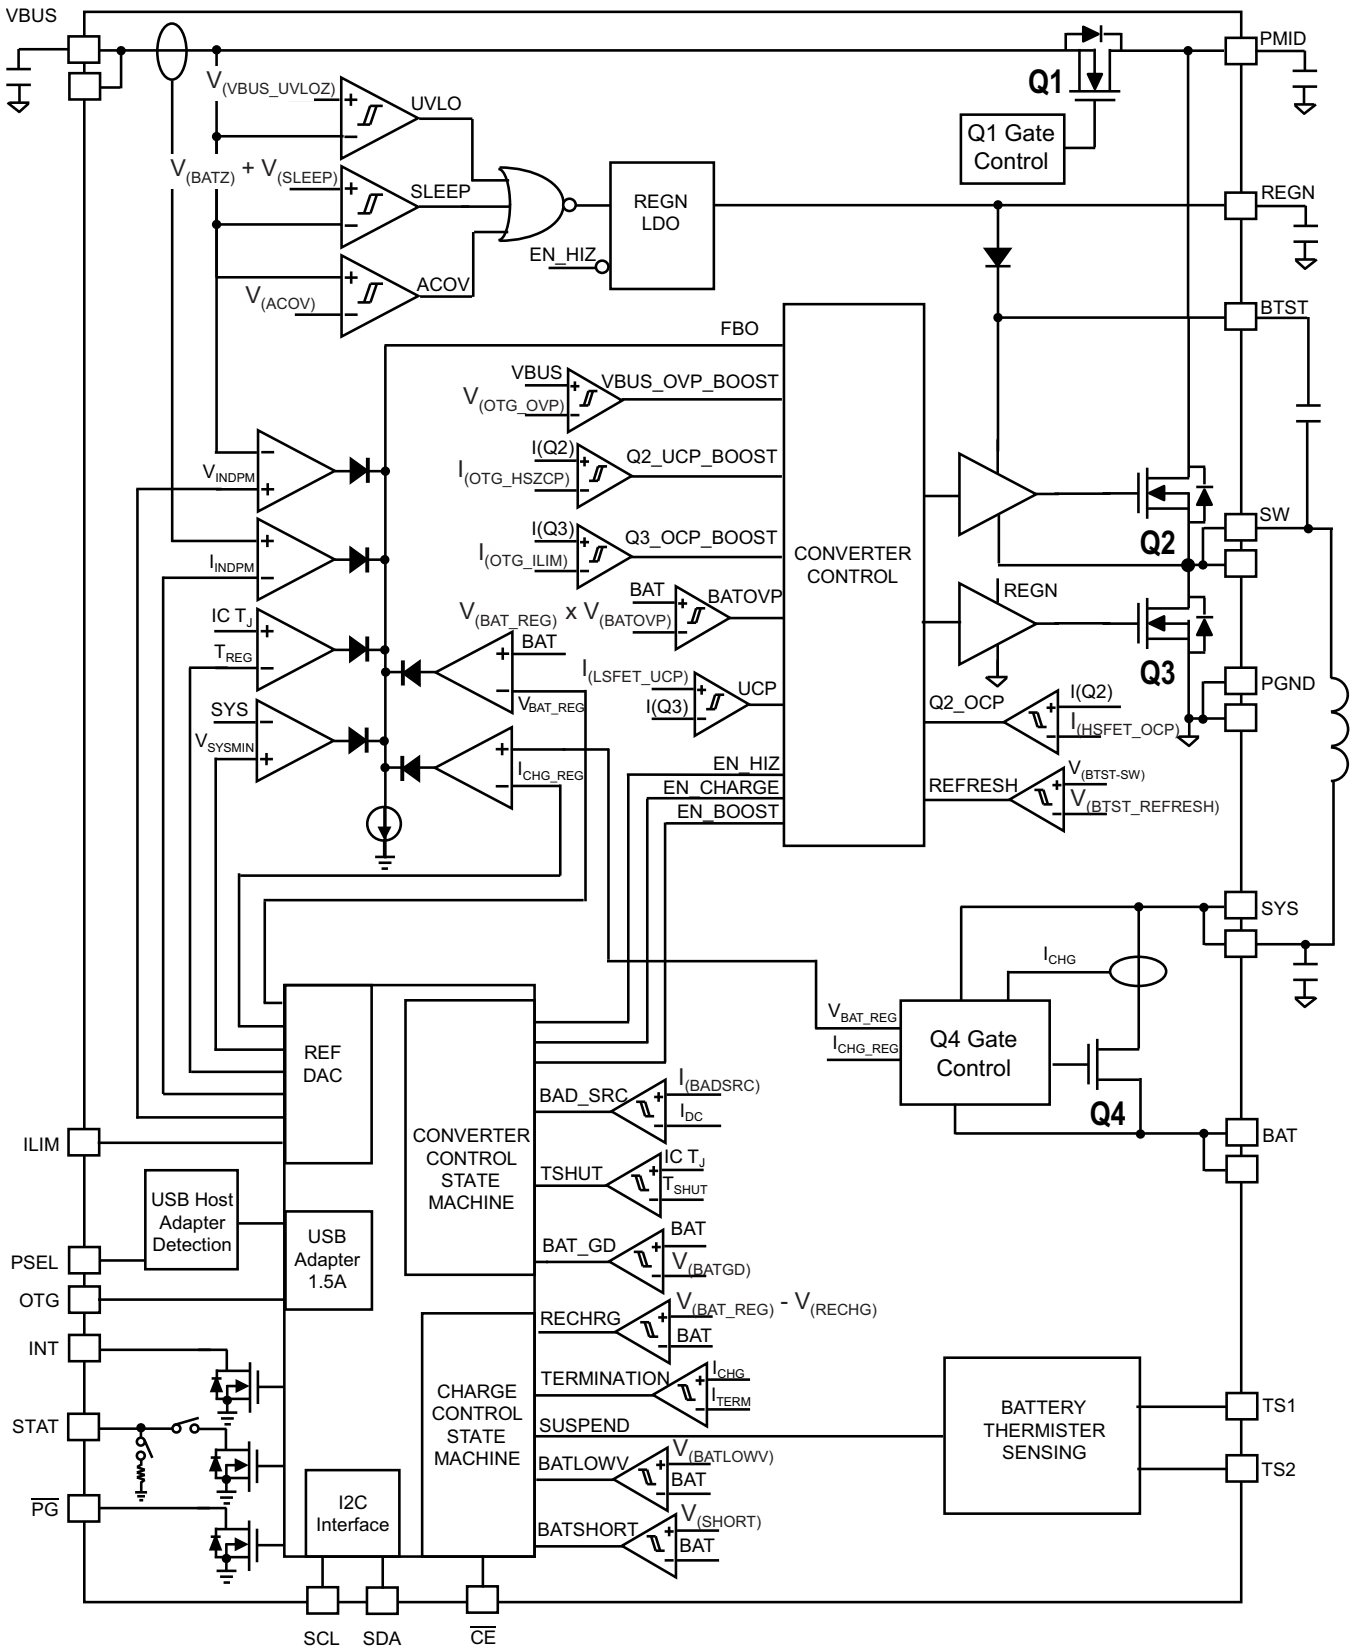 VBUS
PMID
V(VBUS_UVLOZ)
UVLO
Q1
Q1 Gate
Control
V(BATZ) + V(SLEEP)
SLEEP
REGN
LDO
REGN
EN_HIZ
ACOV
V(ACOV)
BTST
FBO
VBUS
VBUS_OVP_BOOST
V(OTG_OVP)
I(Q2)
Q2_UCP_BOOST
I(OTG_HSZCP)
VINDPM
I(Q3)
Q3_OCP_BOOST
I(OTG_ILIM)
IINDPM
CONVERTER
CONTROL
SW
Q2
BAT
BATOVP
V(BAT_REG) x V(BATOVP)
REGN
IC TJ
TREG
BAT
VBAT_REG
Q3
I(LSFET_UCP)
UCP
I(Q3)
PGND
Q2_OCP
I(Q2)
I(HSFET_OCP)
SYS
VSYSMIN
ICHG_REG
EN_HIZ
EN_CHARGE
EN_BOOST
REFRESH
V(BTST-SW)
V(BTST_REFRESH)
SYS
ICHG
VBAT_REG
ICHG_REG
Q4 Gate
Control
Q4
REF
DAC
BAD_SRC
I(BADSRC)
IDC
ILIM
BAT
CONVERTER
CONTROL
STATE
MACHINE
TSHUT
IC TJ
TSHUT
USB Host
Adapter
Detection
USB
Adapter
1.5A
BAT_GD
BAT
V(BATGD)
PSEL
OTG
RECHRG
V(BAT_REG) - V(RECHG)
BAT
INT
TERMINATION
ICHG
ITERM
CHARGE
CONTROL
STATE
MACHINE
SUSPEND
BATTERY
THERMISTER
SENSING
TS1
STAT
BATLOWV
V(BATLOWV)
BAT
TS2
PG
I2C
Interface
BATSHORT
V(SHORT)
BAT
SCL
SDA
CE